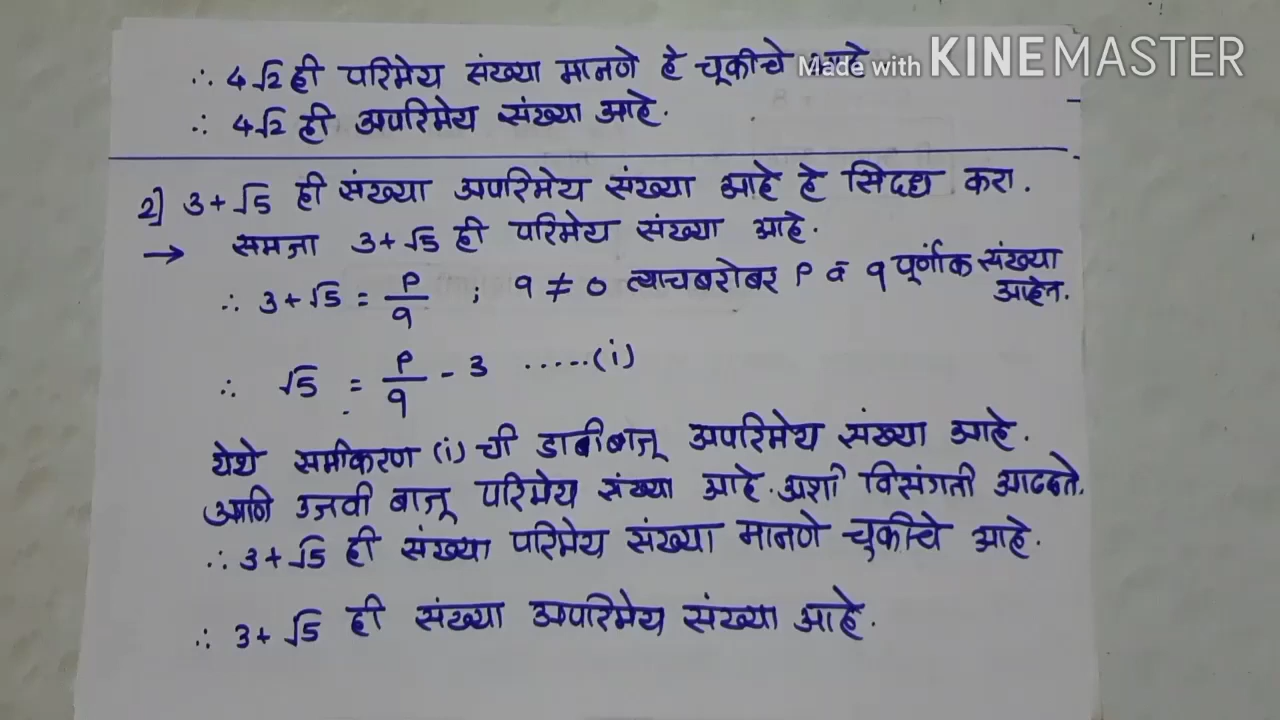 ∴ 4√2 ही परिमेय संख्या मानणे हे चूकीचे आहे
Made with KINEMASTER
∴ 4√2 ही अपरिमेय संख्या आहे.
2] 3+√5 ही संख्या अपरिमेय संख्या आहे हे सिदध करा.
→ समजा 3+√5 ही परिमेय संख्या आहे.
∴ 3+√5 = p/q ; q ≠ 0 त्याचबरोबर p व q पूर्णांक संख्या आहेत.
∴ √5 = p/q - 3 .....(i)
येथे समीकरण (i) ची डावीबाजू अपरिमेय संख्या आहे.
आणि उजवी बाजू परिमेय संख्या आहे. अशी विसंगती आढळते.
∴ 3+√5 ही संख्या परिमेय संख्या मानणे चुकीचे आहे.
∴ 3+√5 ही संख्या अपरिमेय संख्या आहे.